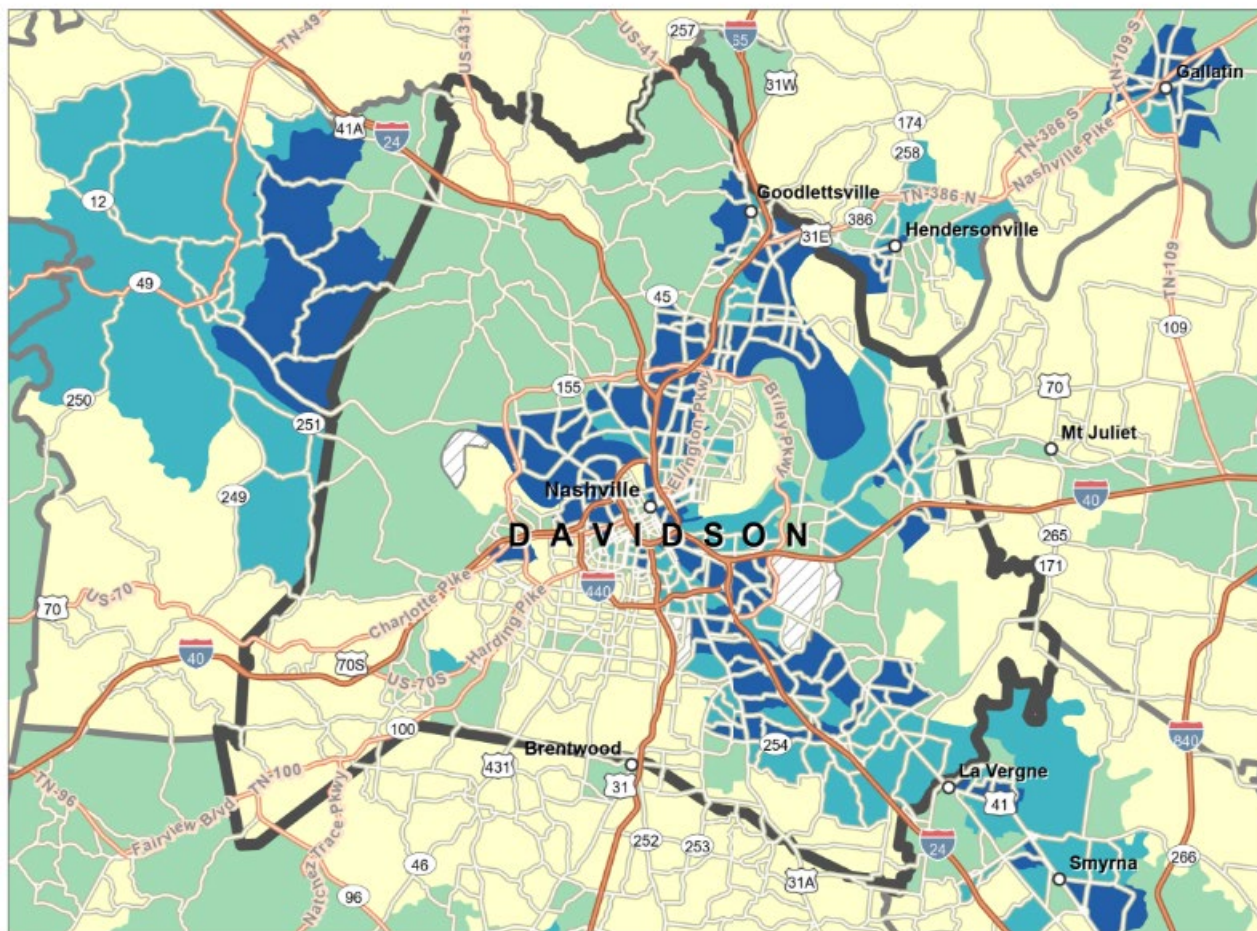 257
65
TN-49
US-431
US-41
TN-109 S
Gallatin
31W
41A
24
174
TN-386 S
Nashville Pike
258
12
Goodlettsville
TN-386 N
386
31E
Hendersonville
TN-109
49
45
109
155
Ellington Pkwy
Briley Pkwy
70
250
251
Mt Juliet
249
Nashville
40
DAVIDSON
265
171
440
US-70
70
Charlotte Pike
Harding Pike
40
70S
US-70S
100
254
840
Brentwood
431
31
La Vergne
41
TN-96
Fairview Blvd
TN-100
Natchez Trace Pkwy
252
253
24
46
266
Smyrna
31A
96